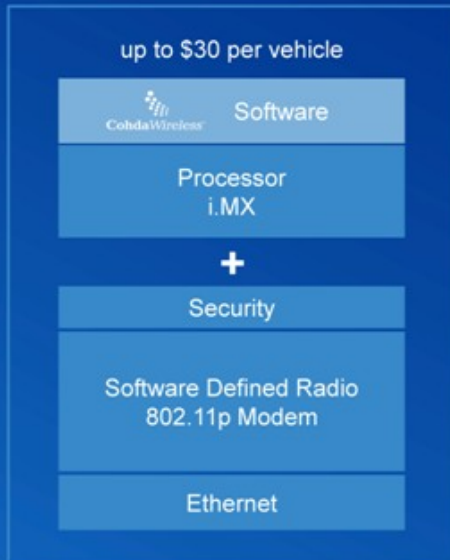 up to $30 per vehicle
CohdaWireless Software
Processor
i.MX
+
Security
Software Defined Radio
802.11p Modem
Ethernet